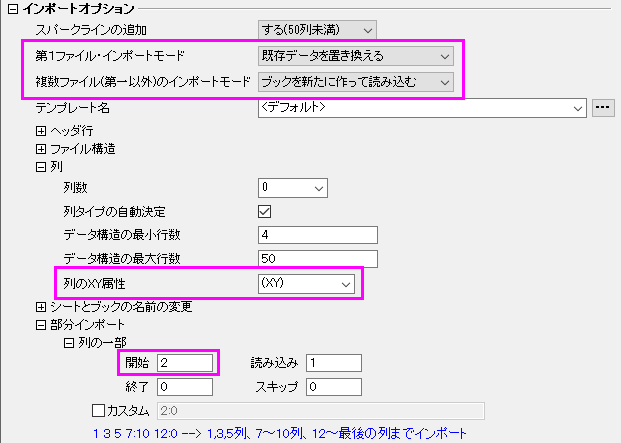 インポートオプション
スパークラインの追加 する(50列未満)
第1ファイル・インポートモード 既存データを置き換える
複数ファイル(第一以外)のインポートモード ブックを新たに作って読み込む
テンプレート名 <デフォルト> ...
ヘッダ行
ファイル構造
列
列数 0
列タイプの自動決定
データ構造の最小行数 4
データ構造の最大行数 50
列のXY属性 (XY)
シートとブックの名前の変更
部分インポート
列の一部
開始 2 読み込み 1
終了 0 スキップ 0
カスタム 2:0
1 3 5 7:10 12:0 --> 1,3,5列、7～10列、12～最後の列までインポート